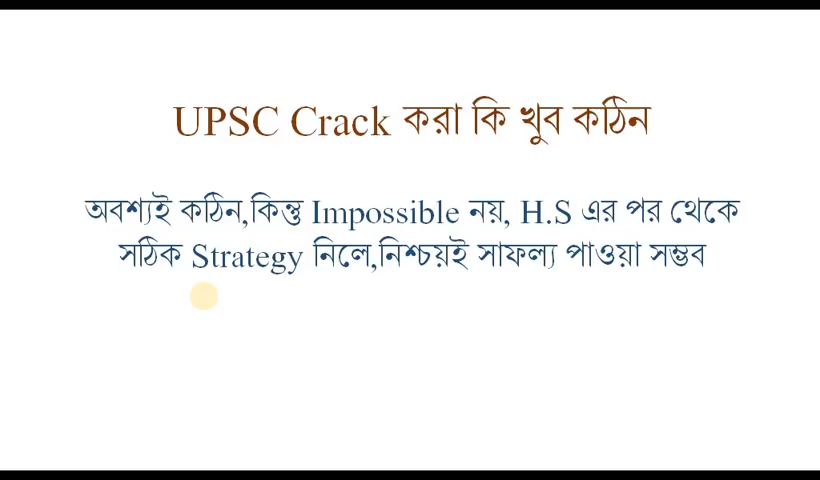 UPSC Crack করা কি খুব কঠিন
অবশ্যই কঠিন,কিন্তু Impossible নয়, H.S এর পর থেকে
সঠিক Strategy নিলে,নিশ্চয়ই সাফল্য পাওয়া সম্ভব